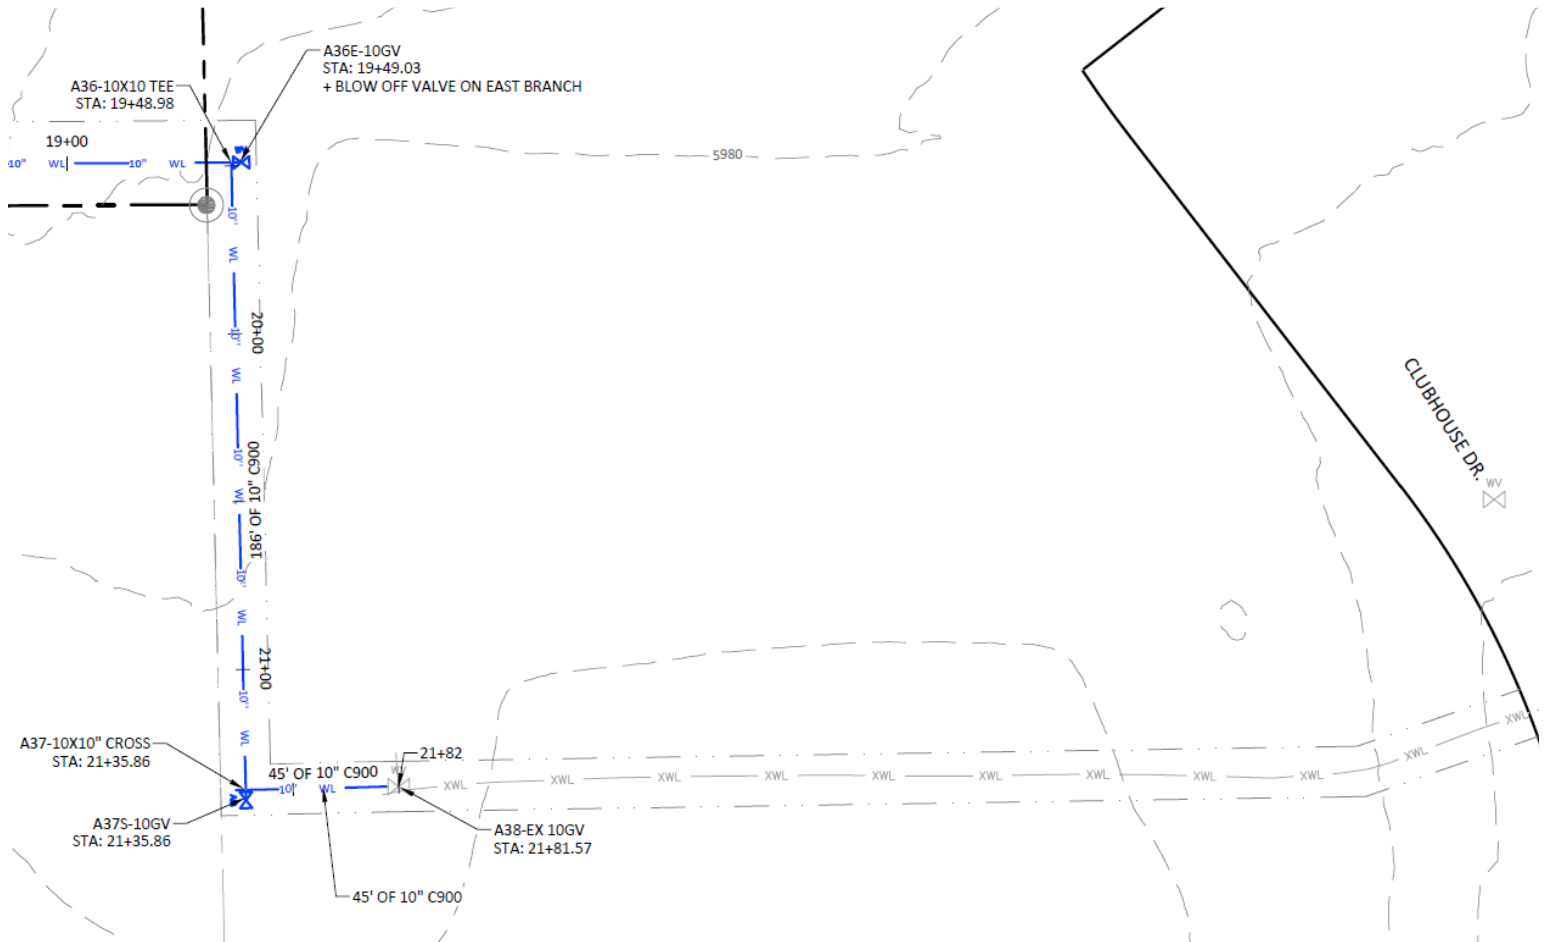 A36E-10GV
STA: 19+49.03
+ BLOW OFF VALVE ON EAST BRANCH
A36-10X10 TEE
STA: 19+48.98
19+00
10" WL 10" WL
5980
10"
WL
20+00
10"
WL
CLUBHOUSE DR.
10"
186' OF 10" C900
WL
WV
10"
WL
21+00
10"
WL
XWL
A37-10X10" CROSS
STA: 21+35.86
21+82
XWL
45' OF 10" C900
10" WL
XWL XWL XWL XWL XWL XWL XWL XWL XWL
A37S-10GV
STA: 21+35.86
A38-EX 10GV
STA: 21+81.57
45' OF 10" C900